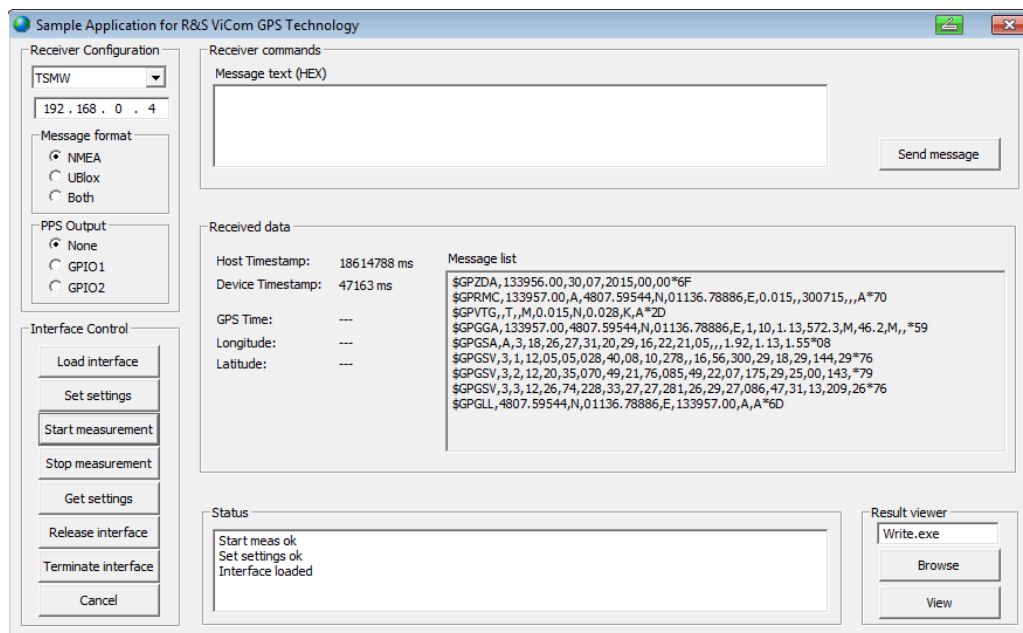 Sample Application for R&S ViCom GPS Technology
Receiver Configuration
TSMW
192 . 168 . 0 . 4
Message format
NMEA
UBlox
Both
PPS Output
None
GPIO1
GPIO2
Interface Control
Load interface
Set settings
Start measurement
Stop measurement
Get settings
Release interface
Terminate interface
Cancel
Receiver commands
Message text (HEX)
Send message
Received data
Host Timestamp: 18614788 ms
Device Timestamp: 47163 ms
GPS Time: ---
Longitude: ---
Latitude: ---
Message list
$GPZDA,133956.00,30,07,2015,00,00*6F
$GPRMC,133957.00,A,4807.59544,N,01136.78886,E,0.015,,300715,,,A*70
$GPVTG,,T,,M,0.015,N,0.028,K,A*2D
$GPGGA,133957.00,4807.59544,N,01136.78886,E,1,10,1.13,572.3,M,46.2,M,,*59
$GPGSA,A,3,18,26,27,31,20,29,16,22,21,05,,,1.92,1.13,1.55*08
$GPGSV,3,1,12,05,05,028,40,08,10,278,,16,56,300,29,18,29,144,29*76
$GPGSV,3,2,12,20,35,070,49,21,76,085,49,22,07,175,29,25,00,143,*79
$GPGSV,3,3,12,26,74,228,33,27,27,281,26,29,27,086,47,31,13,209,26*76
$GPGLL,4807.59544,N,01136.78886,E,133957.00,A,A*6D
Status
Start meas ok
Set settings ok
Interface loaded
Result viewer
Write.exe
Browse
View